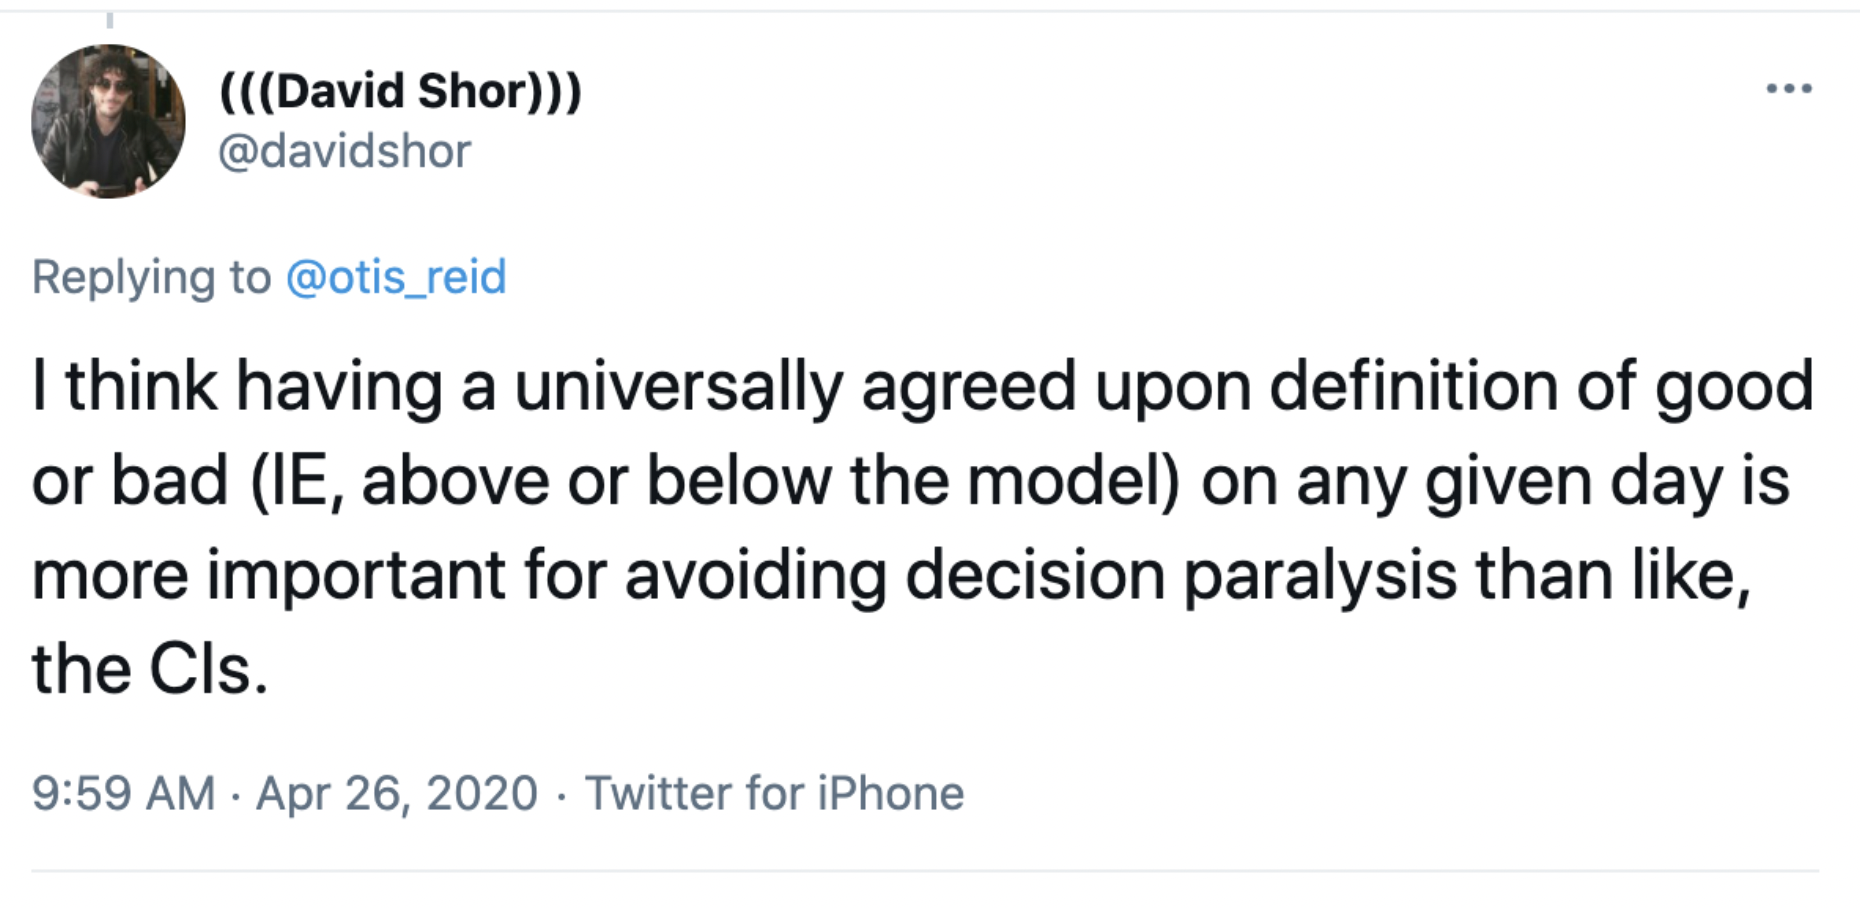 (((David Shor)))
@davidshor
Replying to @otis_reid
I think having a universally agreed upon definition of good
or bad (IE, above or below the model) on any given day is
more important for avoiding decision paralysis than like,
the CIs.
9:59 AM · Apr 26, 2020 · Twitter for iPhone